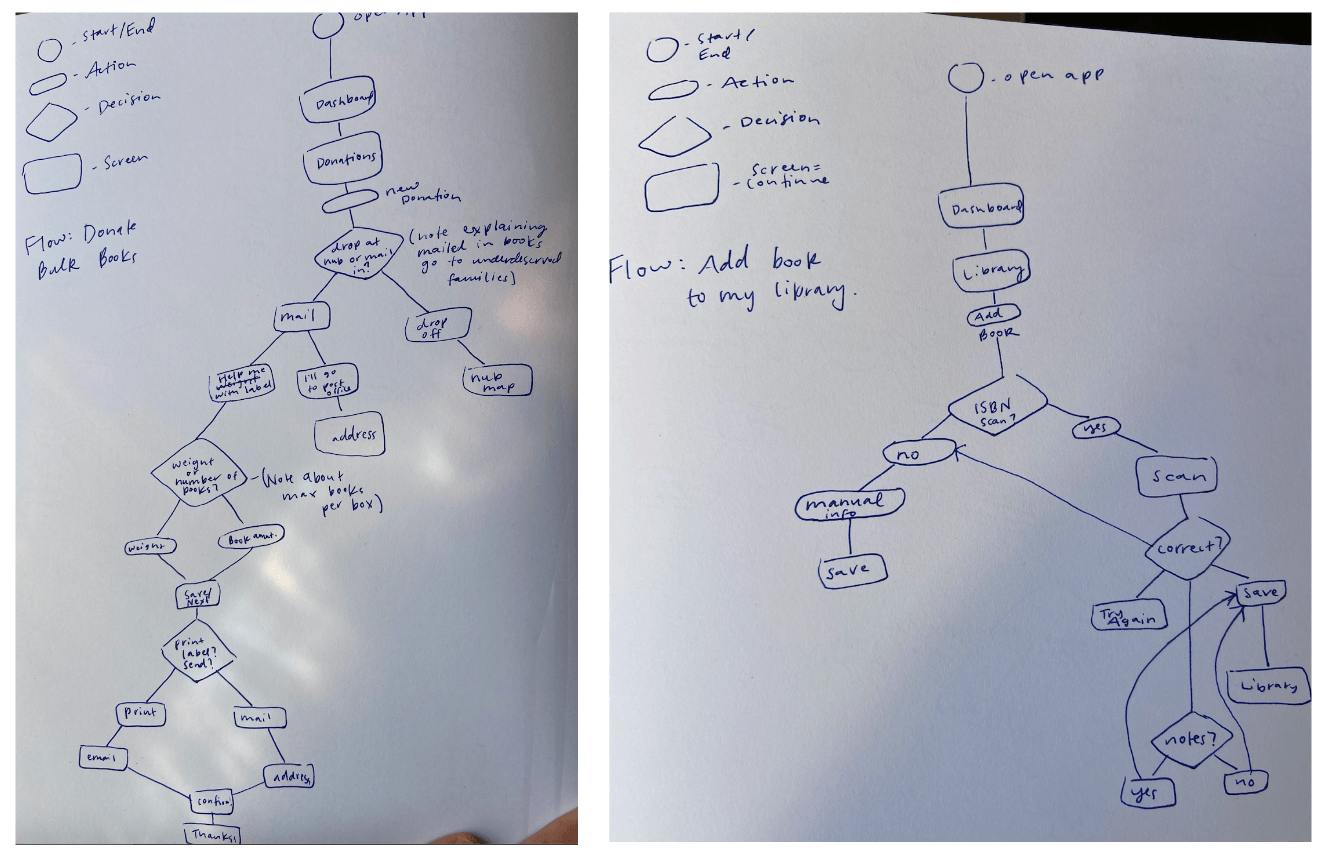 - Start/End
- Action
- Decision
- Screen
Flow: Donate
Bulk Books
open app
Dashboard
Donations
new
Donation
drop at
hub or mail
in?
(note explaining
mailed in books
go to underdeserved
families)
mail
drop
off
Help me
weight
with label
I'll go
to post
office
hub
map
address
weight
or
number of
books?
- (Note about
max books
per box)
weight
Book amnt.
Save/
Next
print
label?
send?
print
mail
email
address
confirm
Thanks!
- Start/
End
- Action
- Decision
Screen =
- Continue
Flow: Add book
to my library.
- open app
Dashboard
Library
Add
Book
ISBN
scan?
no
yes
manual
info
save
scan
correct?
Try
Again
save
Library
notes?
yes
no